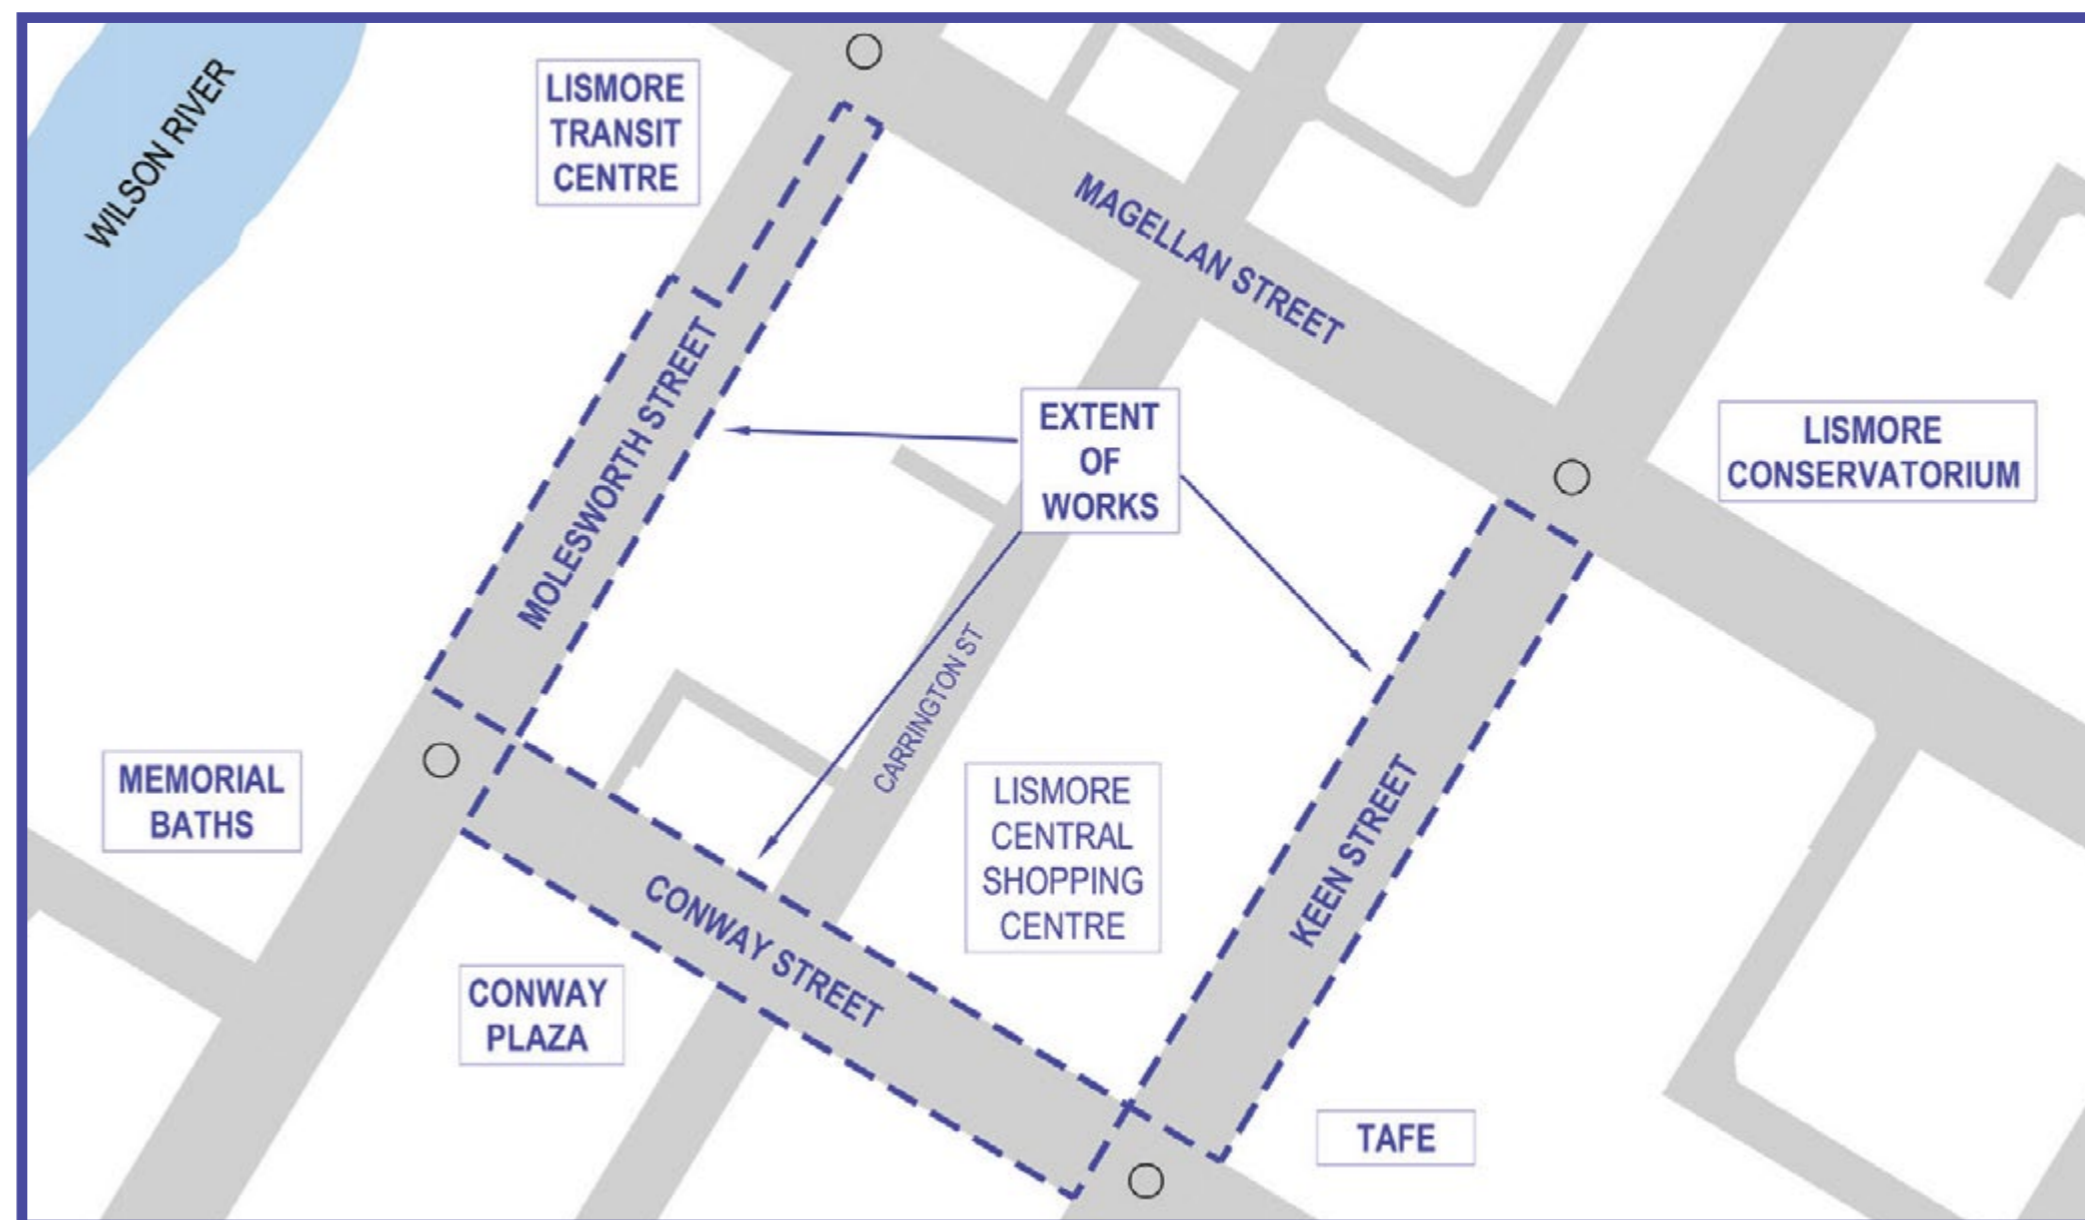 WILSON RIVER
LISMORE
TRANSIT
CENTRE
MAGELLAN STREET
MOLESWORTH STREET
EXTENT
OF
WORKS
LISMORE
CONSERVATORIUM
CARRINGTON ST
MEMORIAL
BATHS
LISMORE
CENTRAL
SHOPPING
CENTRE
KEEN STREET
CONWAY STREET
CONWAY
PLAZA
TAFE